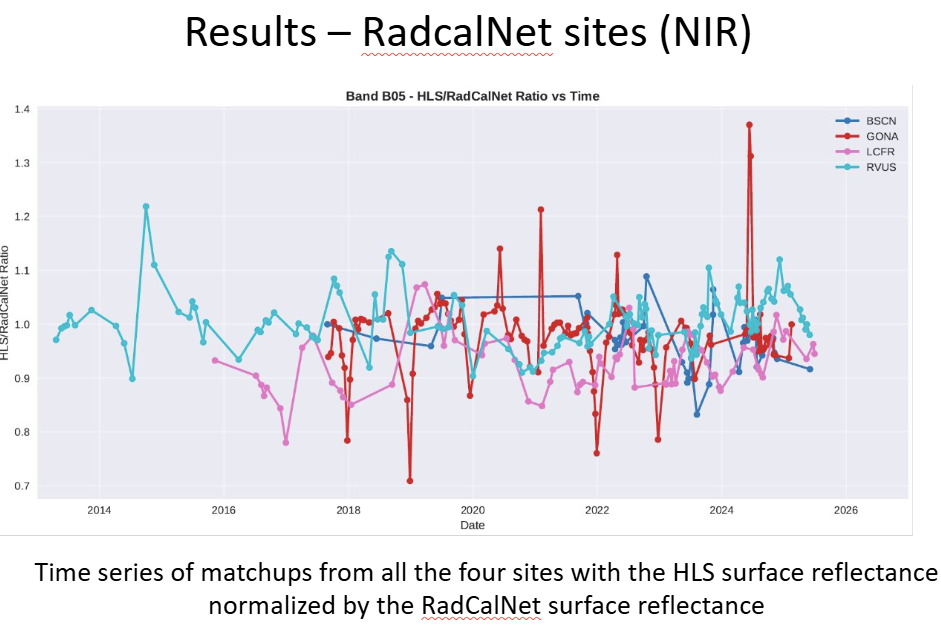 Results – RadcalNet sites (NIR)
Band B05 - HLS/RadCalNet Ratio vs Time
BSCN
GONA
LCFR
RVUS
HLS/RadCalNet Ratio
1.4
1.3
1.2
1.1
1.0
0.9
0.8
0.7
2014 2016 2018 2020 2022 2024 2026
Date
Time series of matchups from all the four sites with the HLS surface reflectance
normalized by the RadCalNet surface reflectance